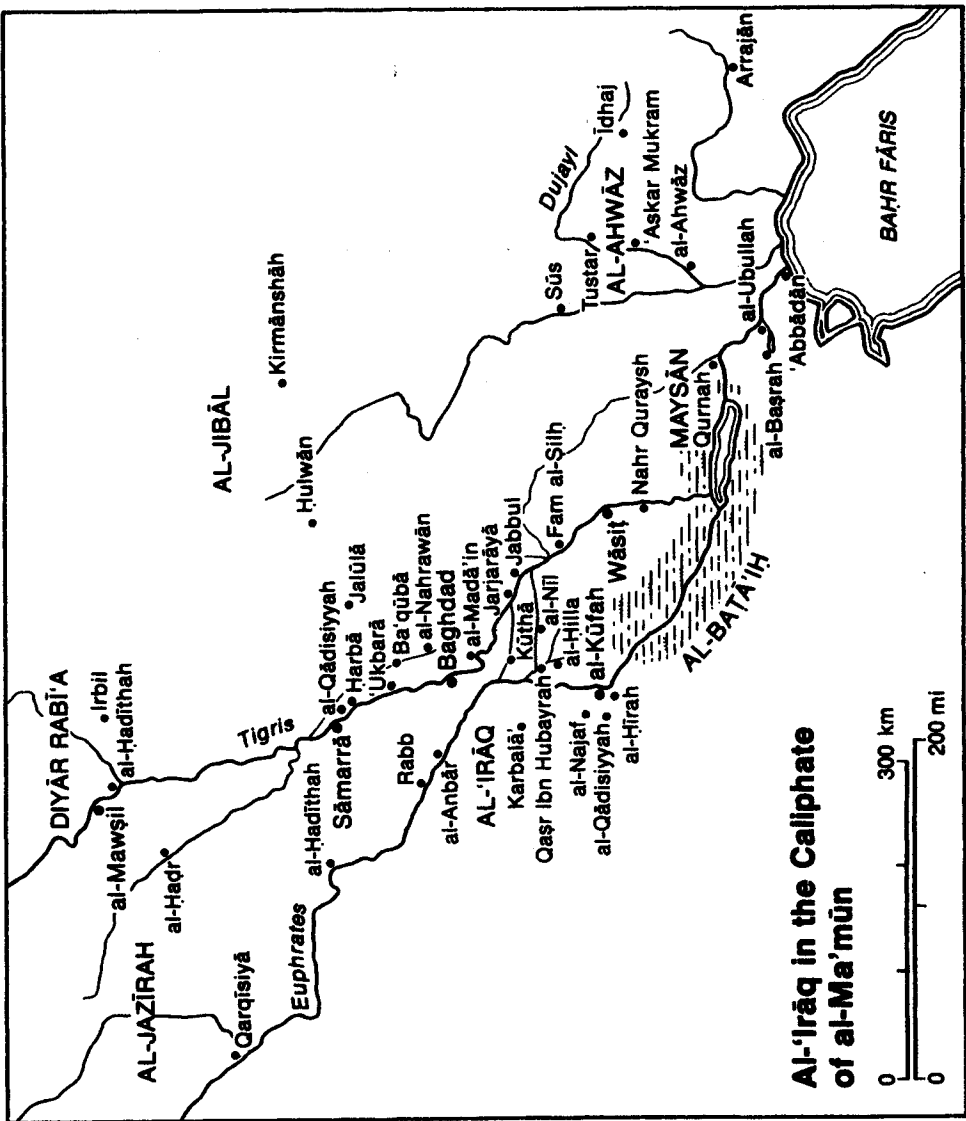 DIYĀR RABĪ'A
al-Mawṣil
al-Ḥadīthah
Irbil
al-Ḥaḍr
AL-JAZĪRAH
Qarqīsiyā
Euphrates
Tigris
al-Ḥadīthah
Sāmarrā
al-Qādisiyyah
Ḥarbā
Jalūlā
'Ukbarā
Ba'qūbā
al-Nahrawān
Baghdad
al-Madā'in
Jarjarāyā
Jabbul
Fam al-Ṣilḥ
Ḥulwān
AL-JIBĀL
Kirmānshāh
Rabb
al-Anbār
AL-'IRĀQ
Karbalā'
Qaṣr Ibn Hubayrah
Kūthā
al-Nīl
al-Hilla
al-Kūfah
al-Najaf
al-Qādisiyyah
al-Ḥīrah
Wāsiṭ
Nahr Quraysh
AL-BAṬĀ'IḤ
MAYSĀN
Qurnah
al-Baṣrah
al-Ubullah
'Abbādān
Sūs
Tustar
Dujayl
Īdhaj
AL-AHWĀZ
'Askar Mukram
al-Ahwāz
Arrajān
BAḤR FĀRIS
Al-'Irāq in the Caliphate
of al-Ma'mūn
0 300 km
0 200 mi